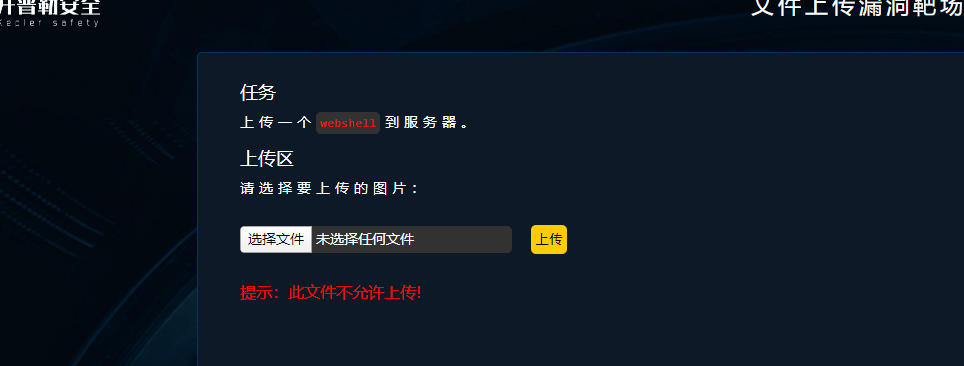 开普勒安全
Kepler safety
文件上传漏洞靶场
任务
上传一个 webshell 到服务器。
上传区
请选择要上传的图片：
选择文件 未选择任何文件 上传
提示：此文件不允许上传!